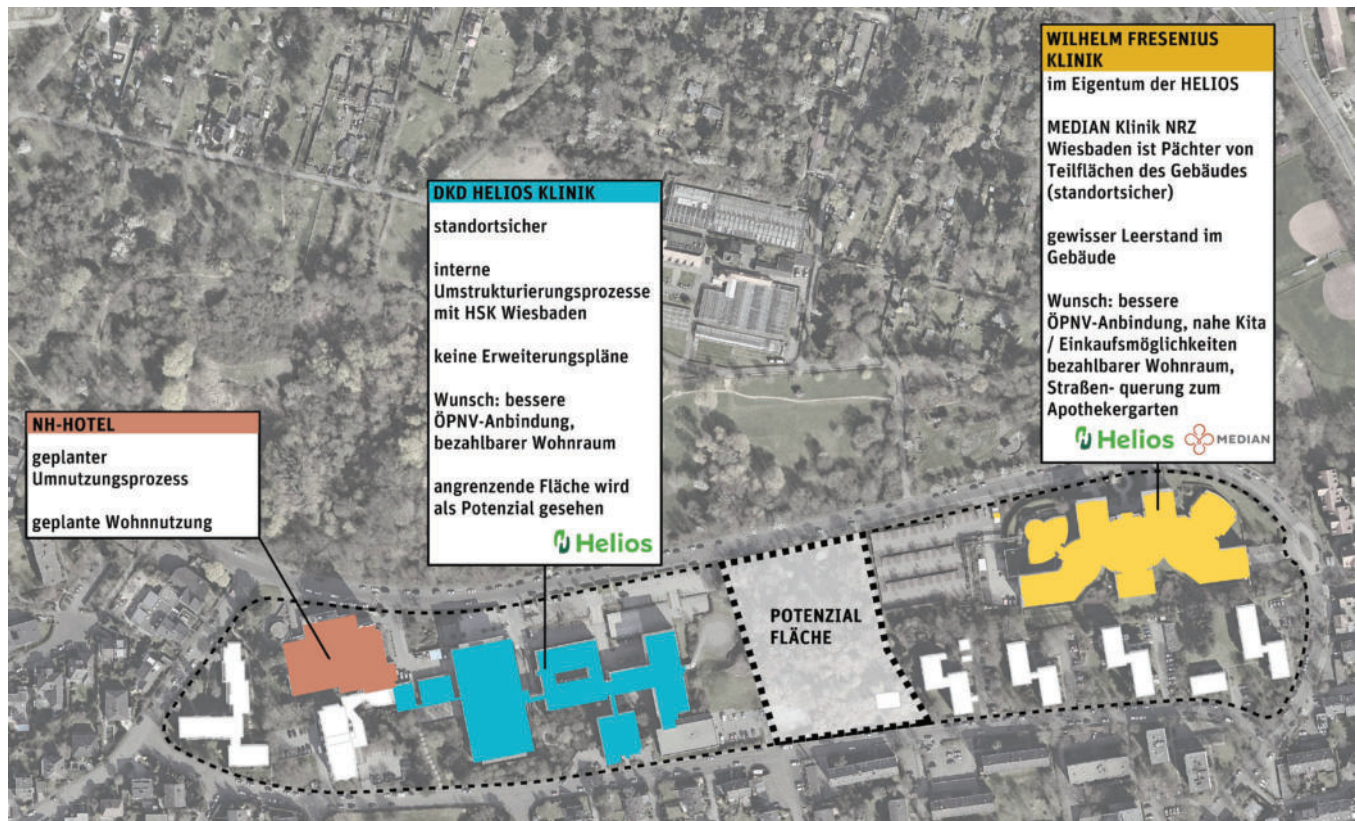 WILHELM FRESENIUS
KLINIK
im Eigentum der HELIOS
MEDIAN Klinik NRZ
Wiesbaden ist Pächter von
Teilflächen des Gebäudes
(standortsicher)
gewisser Leerstand im
Gebäude
Wunsch: bessere
ÖPNV-Anbindung, nahe Kita
/ Einkaufsmöglichkeiten
bezahlbarer Wohnraum,
Straßen- querung zum
Apothekergarten
Helios MEDIAN
DKD HELIOS KLINIK
standortsicher
interne
Umstrukturierungsprozesse
mit HSK Wiesbaden
keine Erweiterungspläne
Wunsch: bessere
ÖPNV-Anbindung,
bezahlbarer Wohnraum
angrenzende Fläche wird
als Potenzial gesehen
Helios
NH-HOTEL
geplanter
Umnutzungsprozess
geplante Wohnnutzung
POTENZIAL
FLÄCHE